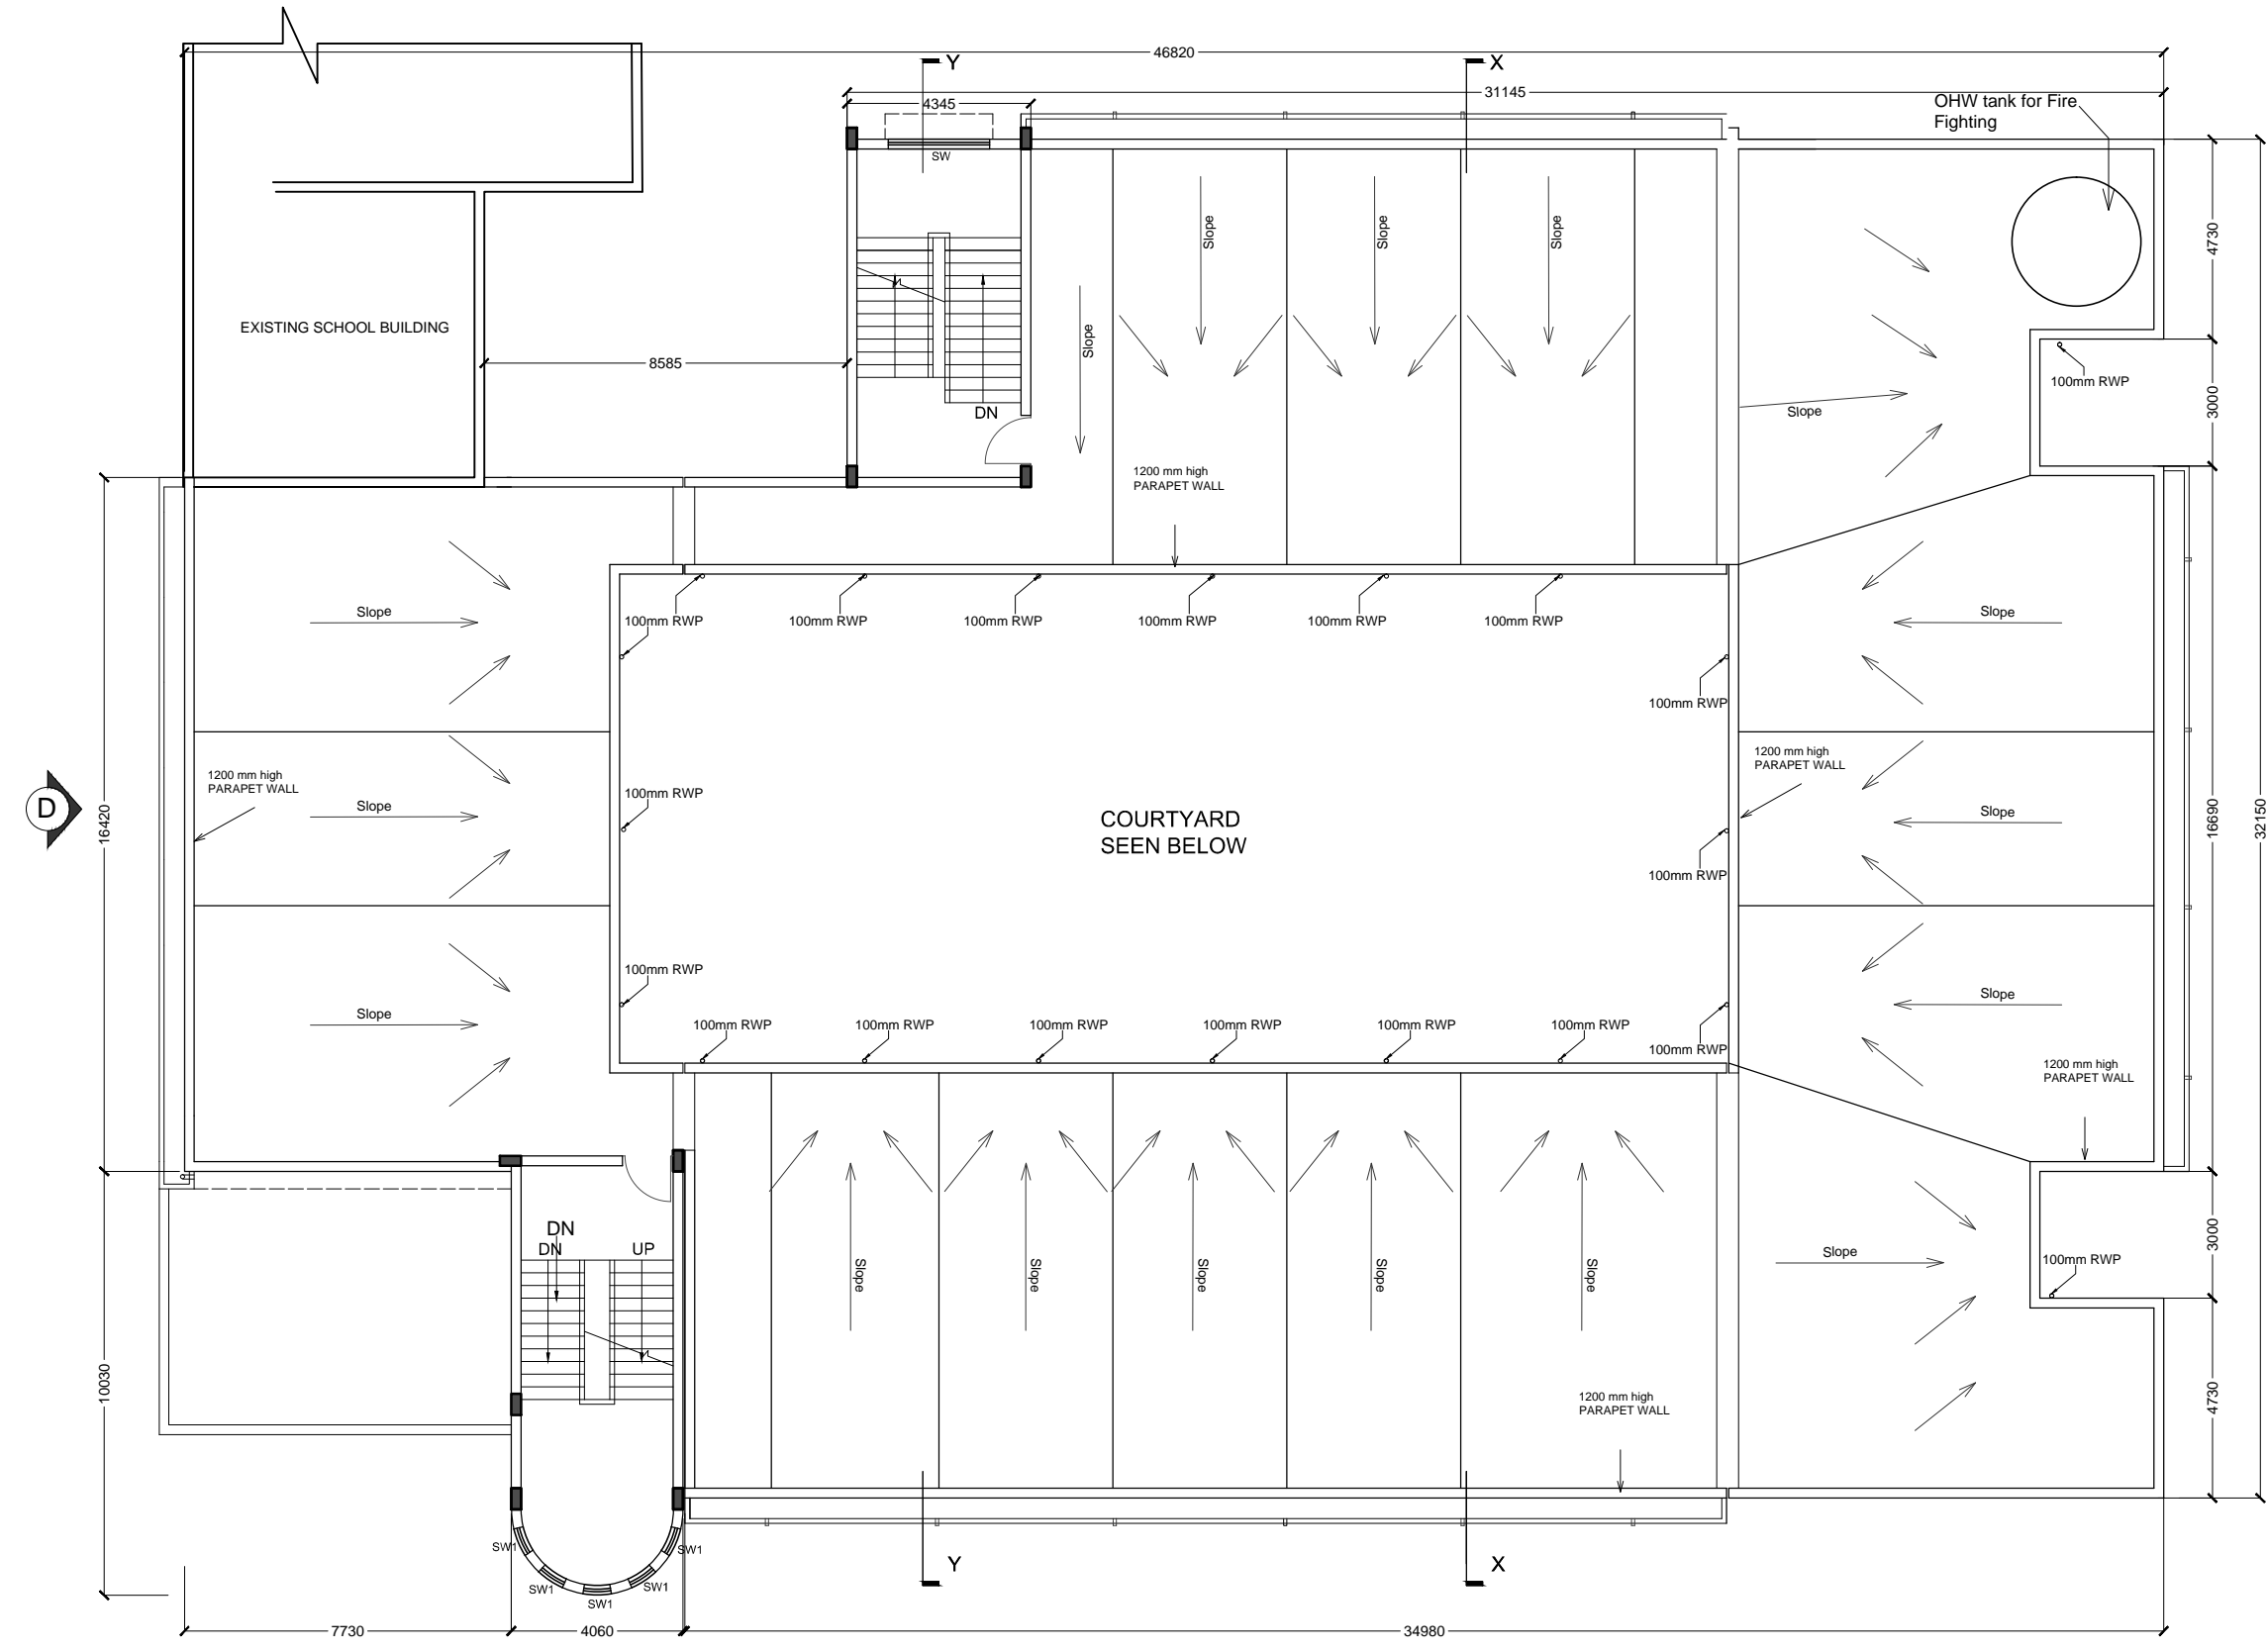 46820
Y
X
31145
4345
OHW tank for Fire
Fighting
SW
Slope
Slope
Slope
4730
EXISTING SCHOOL BUILDING
Slope
8585
100mm RWP
3000
DN
Slope
1200 mm high
PARAPET WALL
Slope
Slope
100mm RWP
100mm RWP
100mm RWP
100mm RWP
100mm RWP
100mm RWP
100mm RWP
1200 mm high
PARAPET WALL
1200 mm high
PARAPET WALL
100mm RWP
D
16420
Slope
COURTYARD
SEEN BELOW
Slope
16690
32150
100mm RWP
100mm RWP
Slope
Slope
100mm RWP
100mm RWP
100mm RWP
100mm RWP
100mm RWP
100mm RWP
100mm RWP
1200 mm high
PARAPET WALL
DN
DN
UP
Slope
Slope
Slope
Slope
Slope
Slope
100mm RWP
3000
10030
1200 mm high
PARAPET WALL
4730
SW1
SW1
SW1
SW1
SW1
Y
X
7730
4060
34980